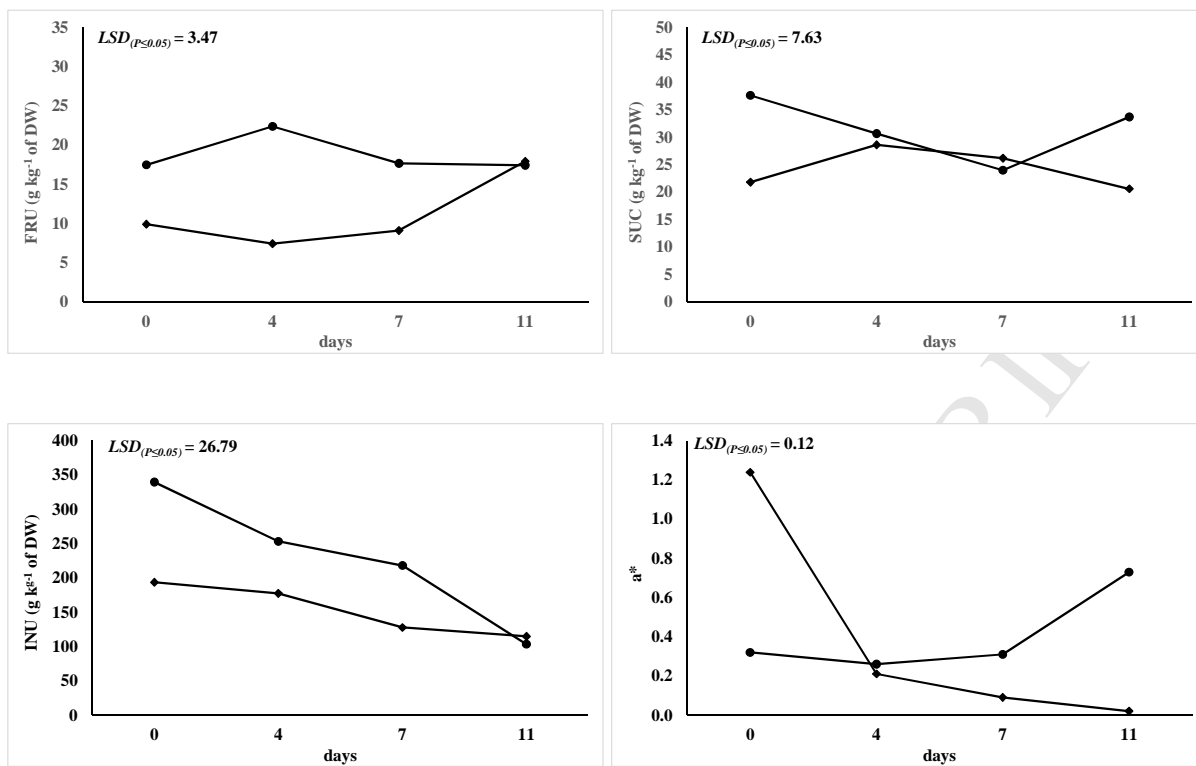 LSD(P≤0.05) = 3.47
35
30
25
20
15
10
5
0
FRU (g kg-1 of DW)
0 4 7 11
days
LSD(P≤0.05) = 7.63
50
45
40
35
30
25
20
15
10
5
0
SUC (g kg-1 of DW)
0 4 7 11
days
LSD(P≤0.05) = 26.79
400
350
300
250
200
150
100
50
0
INU (g kg-1 of DW)
0 4 7 11
days
LSD(P≤0.05) = 0.12
1.4
1.2
1.0
0.8
0.6
0.4
0.2
0.0
a*
0 4 7 11
days